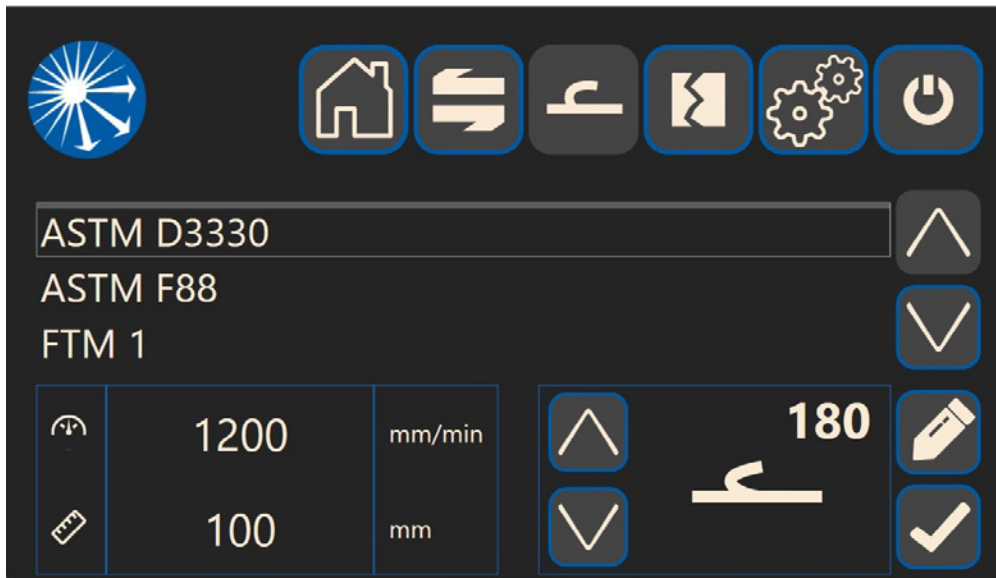 ASTM D3330
ASTM F88
FTM 1
1200 mm/min
180
100 mm